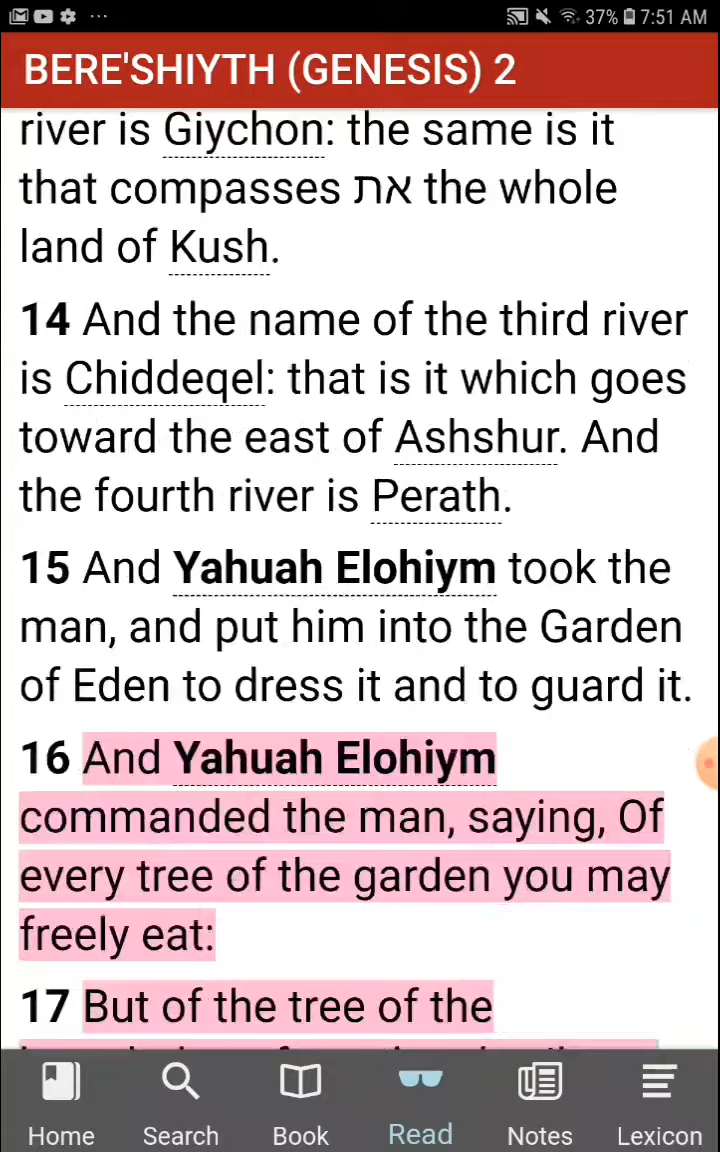 37% 7:51 AM
BERE'SHIYTH (GENESIS) 2
river is Giychon: the same is it
that compasses את the whole
land of Kush.
14 And the name of the third river
is Chiddeqel: that is it which goes
toward the east of Ashshur. And
the fourth river is Perath.
15 And Yahuah Elohiym took the
man, and put him into the Garden
of Eden to dress it and to guard it.
16 And Yahuah Elohiym
commanded the man, saying, Of
every tree of the garden you may
freely eat:
17 But of the tree of the
Home Search Book Read Notes Lexicon